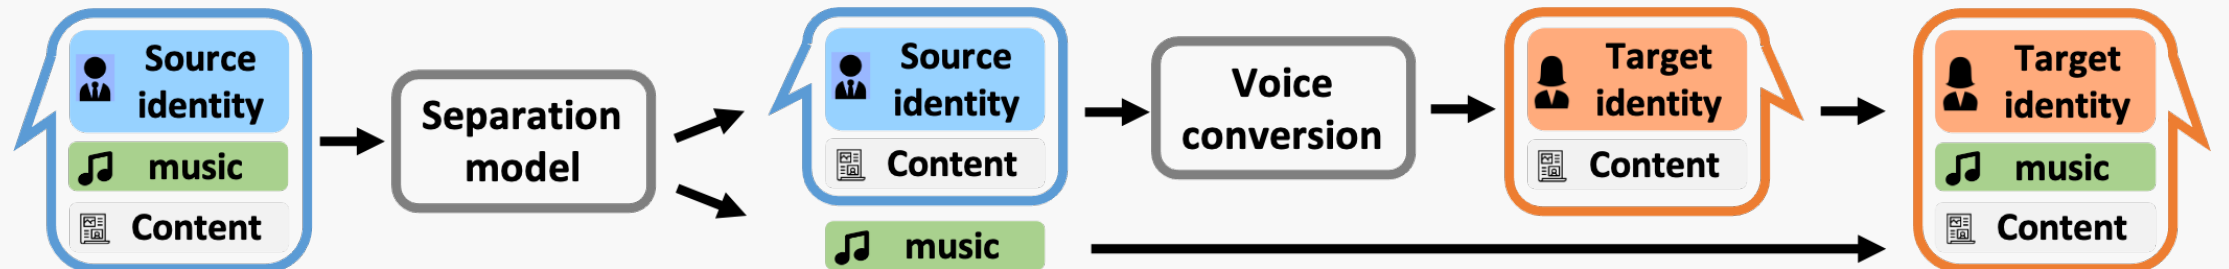 Source
identity
music
Content
Separation
model
Source
identity
Content
music
Voice
conversion
Target
identity
Content
Target
identity
music
Content